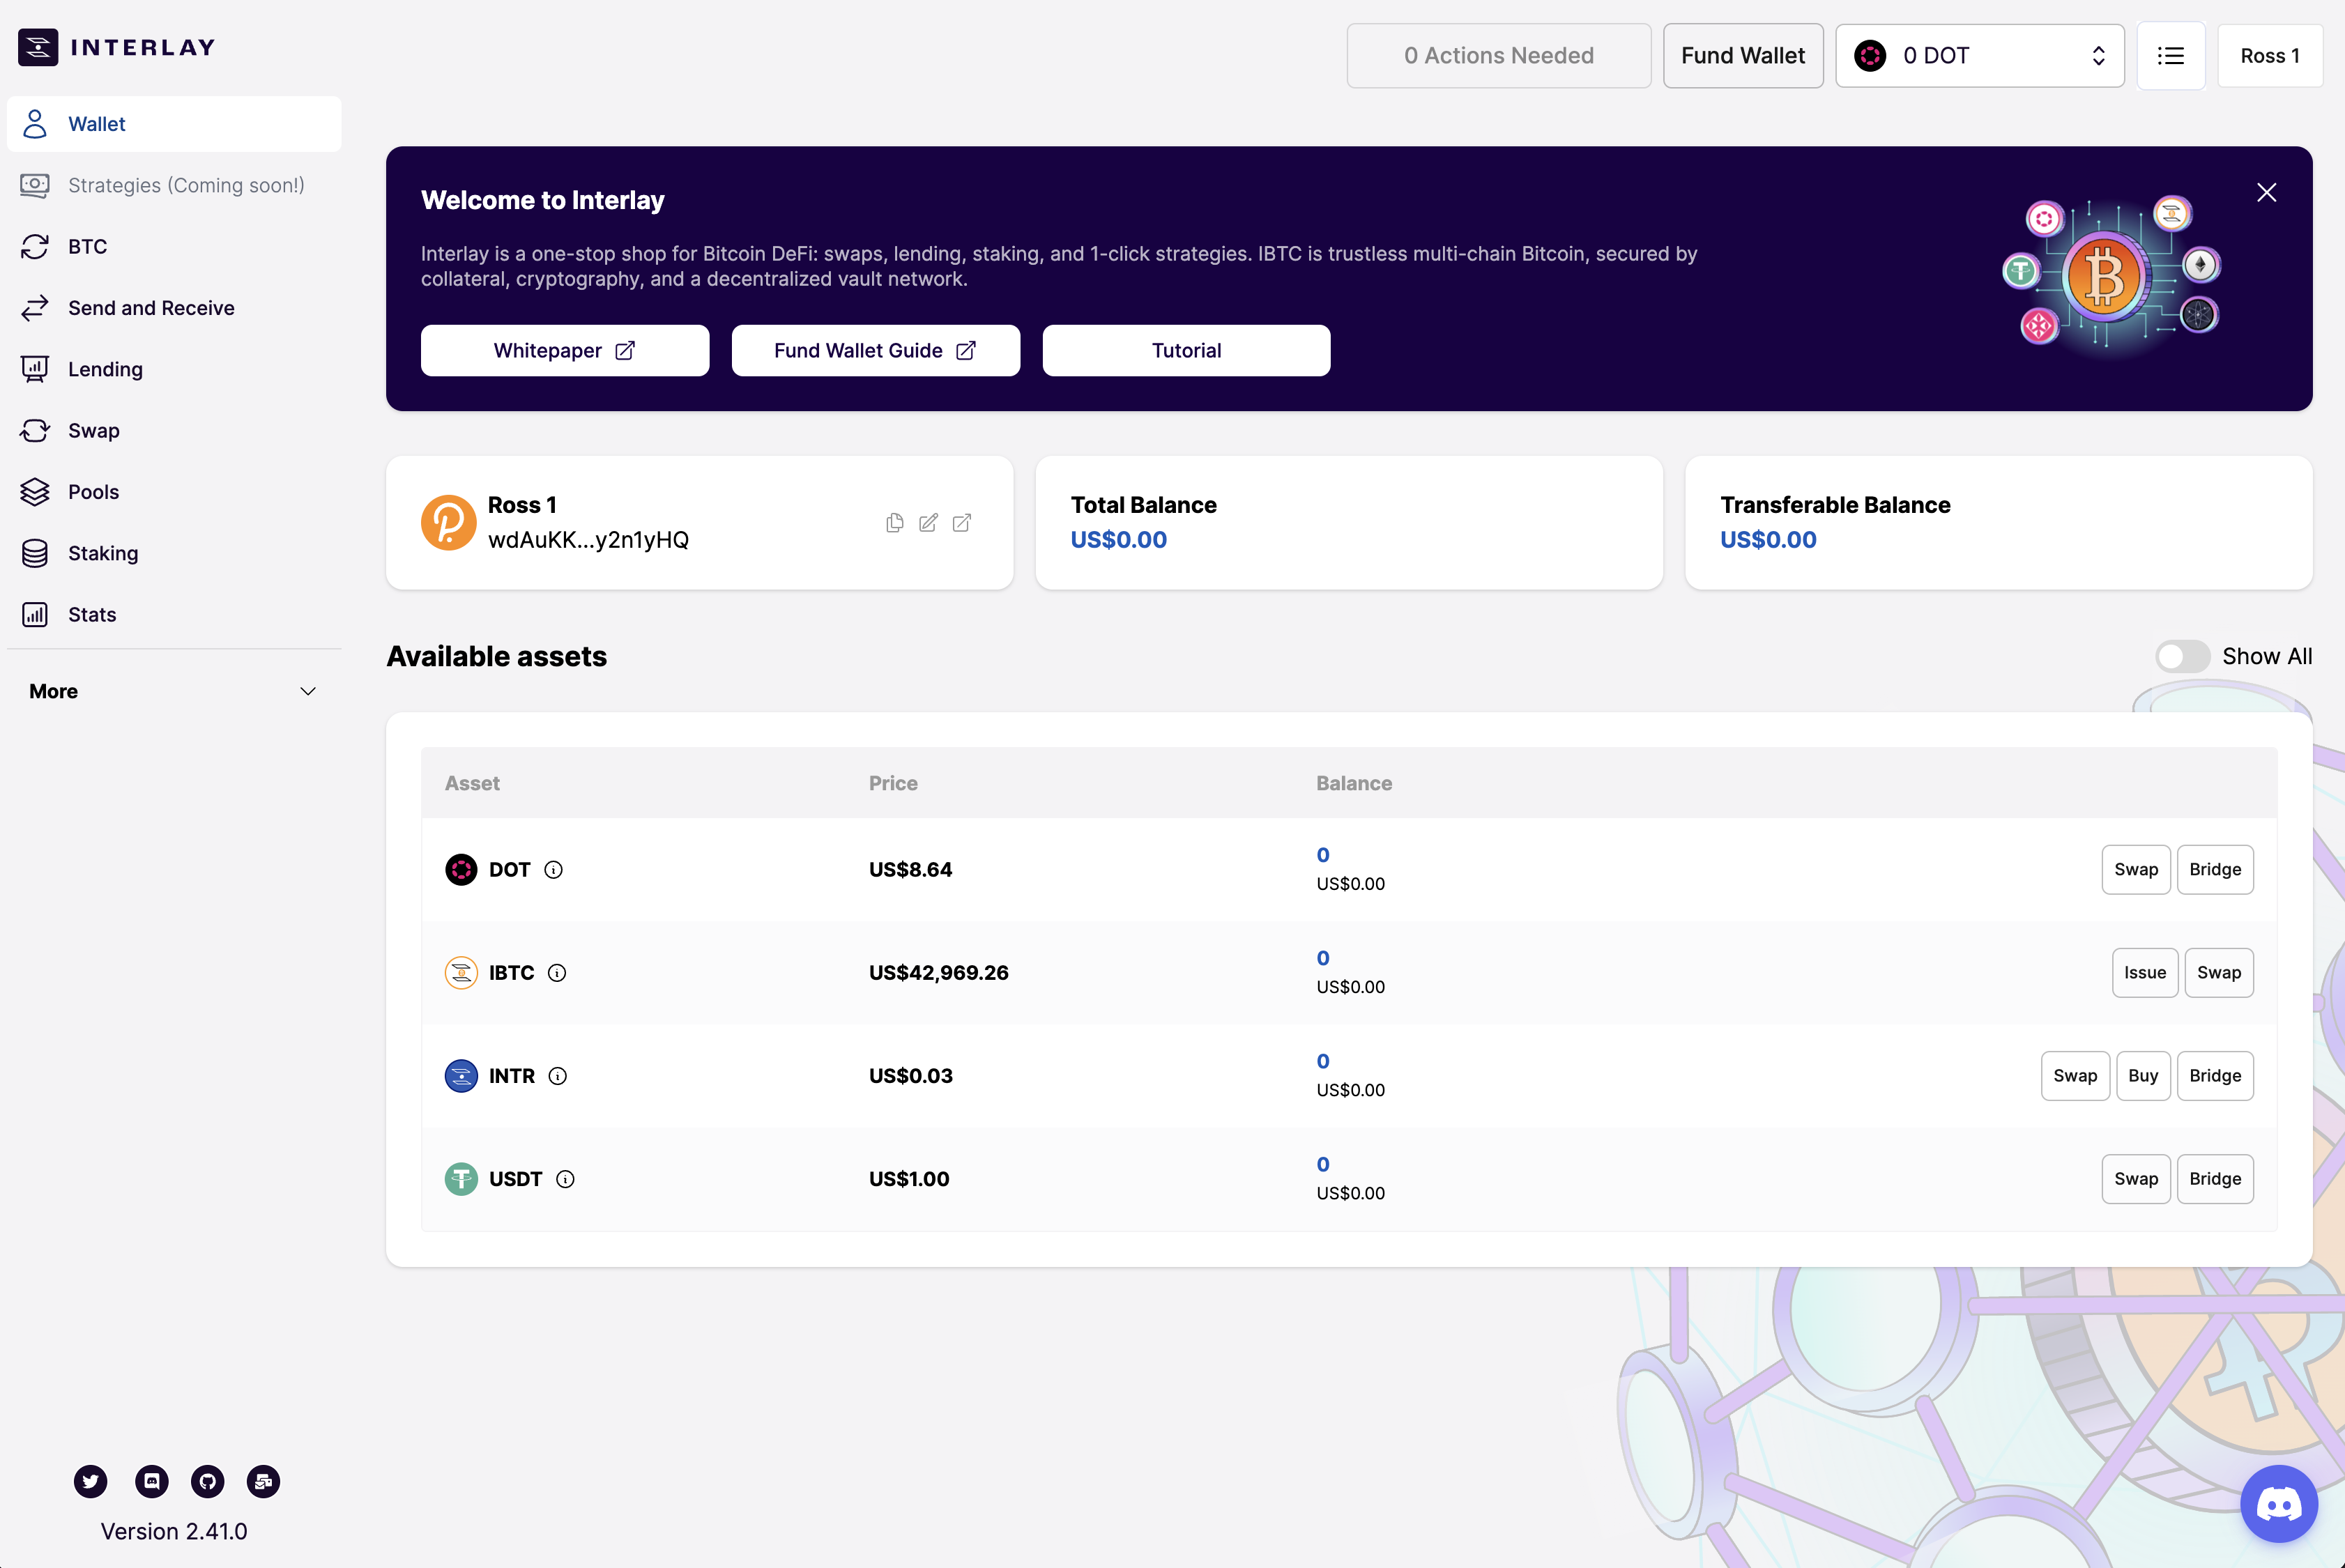 INTERLAY
0 Actions Needed
Fund Wallet
0 DOT
Ross 1
Wallet
Strategies (Coming soon!)
BTC
Send and Receive
Lending
Swap
Pools
Staking
Stats
More
Welcome to Interlay
Interlay is a one-stop shop for Bitcoin DeFi: swaps, lending, staking, and 1-click strategies. IBTC is trustless multi-chain Bitcoin, secured by
collateral, cryptography, and a decentralized vault network.
Whitepaper
Fund Wallet Guide
Tutorial
Ross 1
wdAuKK...y2n1yHQ
Total Balance
US$0.00
Transferable Balance
US$0.00
Available assets
Show All
Asset Price Balance
DOT US$8.64 0 US$0.00 Swap Bridge
IBTC US$42,969.26 0 US$0.00 Issue Swap
INTR US$0.03 0 US$0.00 Swap Buy Bridge
USDT US$1.00 0 US$0.00 Swap Bridge
Version 2.41.0